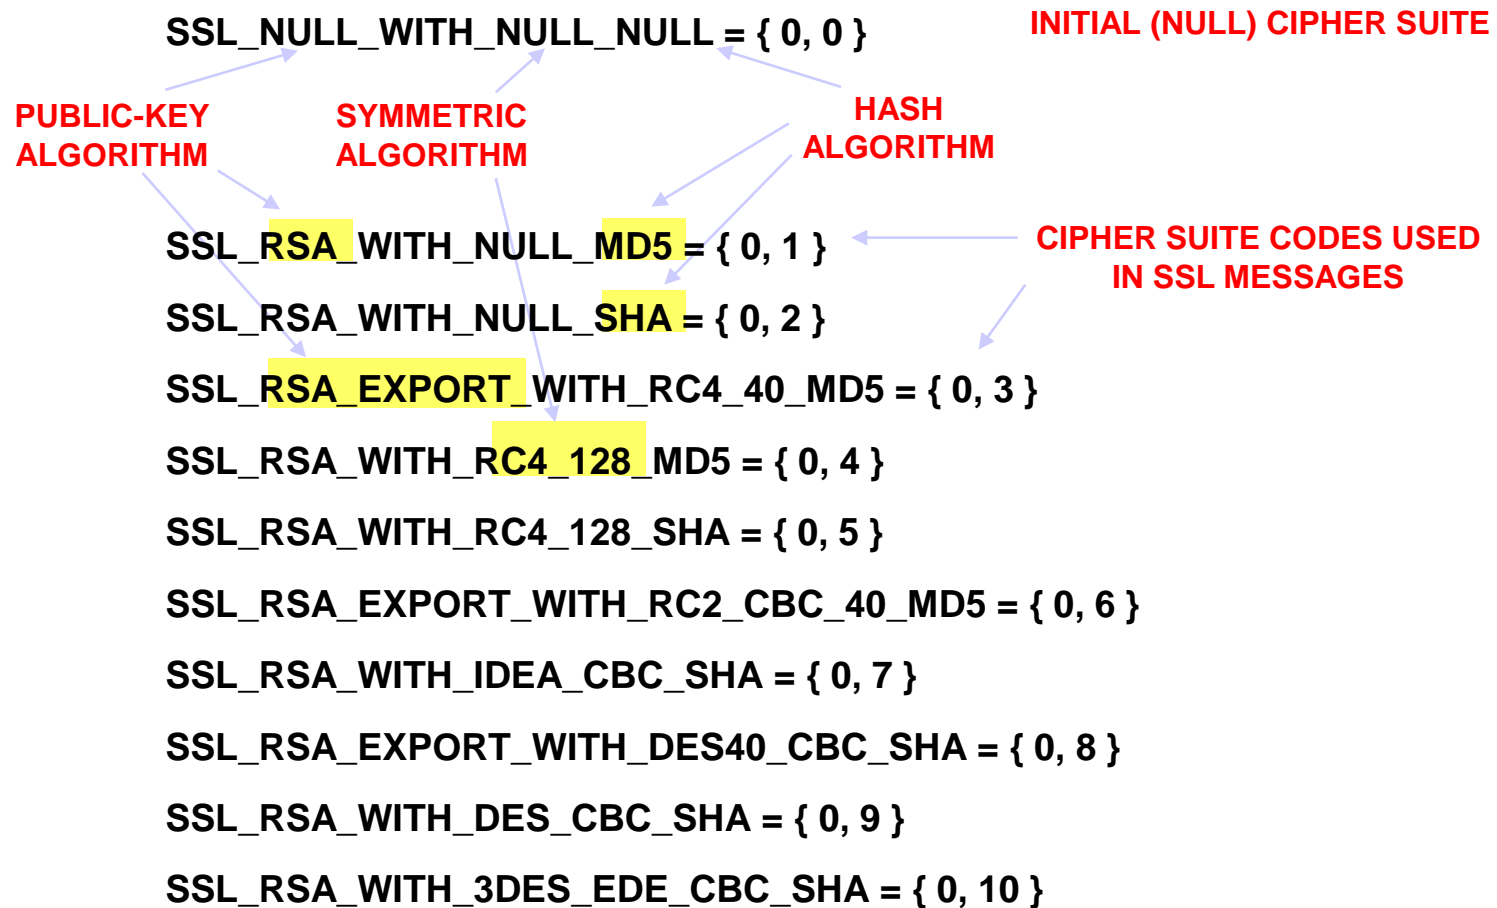 SSL_NULL_WITH_NULL_NULL = { 0, 0 }
INITIAL (NULL) CIPHER SUITE
PUBLIC-KEY
ALGORITHM
SYMMETRIC
ALGORITHM
HASH
ALGORITHM
SSL_RSA_WITH_NULL_MD5 = { 0, 1 }
CIPHER SUITE CODES USED
IN SSL MESSAGES
SSL_RSA_WITH_NULL_SHA = { 0, 2 }
SSL_RSA_EXPORT_WITH_RC4_40_MD5 = { 0, 3 }
SSL_RSA_WITH_RC4_128_MD5 = { 0, 4 }
SSL_RSA_WITH_RC4_128_SHA = { 0, 5 }
SSL_RSA_EXPORT_WITH_RC2_CBC_40_MD5 = { 0, 6 }
SSL_RSA_WITH_IDEA_CBC_SHA = { 0, 7 }
SSL_RSA_EXPORT_WITH_DES40_CBC_SHA = { 0, 8 }
SSL_RSA_WITH_DES_CBC_SHA = { 0, 9 }
SSL_RSA_WITH_3DES_EDE_CBC_SHA = { 0, 10 }